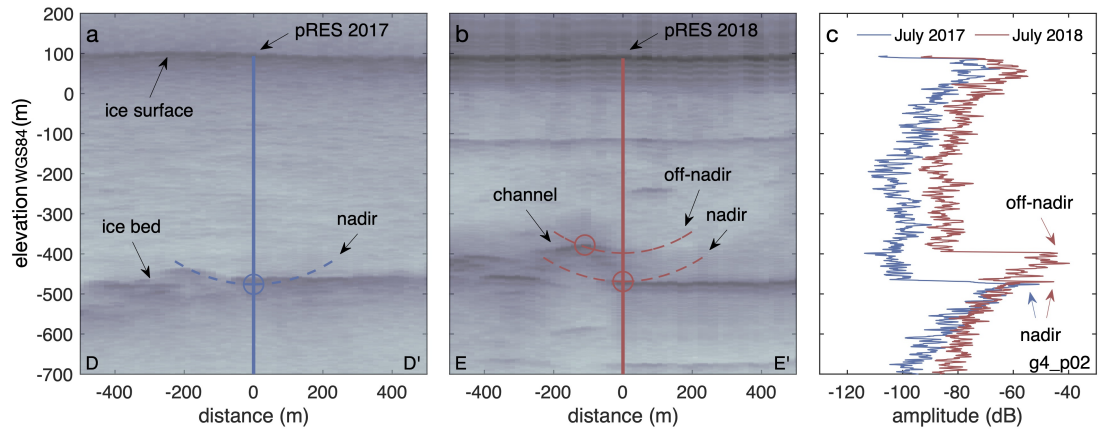 a
pRES 2017
ice surface
ice bed
nadir
D
D'
200
100
0
-100
-200
-300
-400
-500
-600
-700
elevation WGS84 (m)
-400
-200
0
200
400
distance (m)
b
pRES 2018
channel
off-nadir
nadir
E
E'
-400
-200
0
200
400
distance (m)
c
July 2017
July 2018
off-nadir
nadir
g4_p02
-120
-100
-80
-60
-40
amplitude (dB)